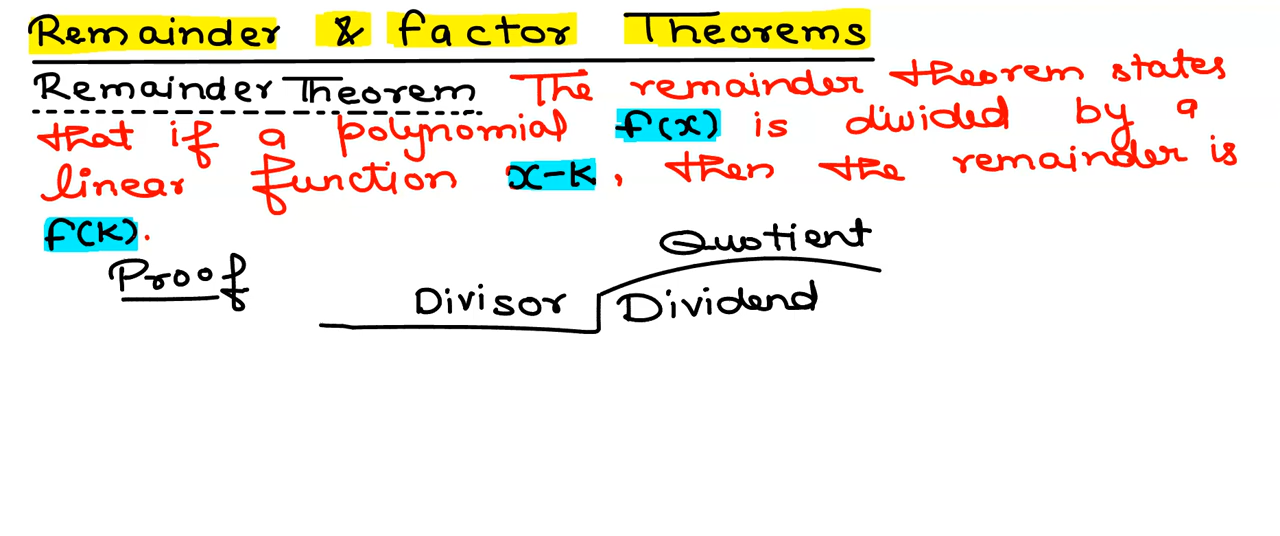 Remainder & Factor Theorems
Remainder Theorem The remainder theorem states
that if a polynomial f(x) is divided by a
linear function x-k, then the remainder is
f(k).
Quotient
Proof
Divisor Dividend